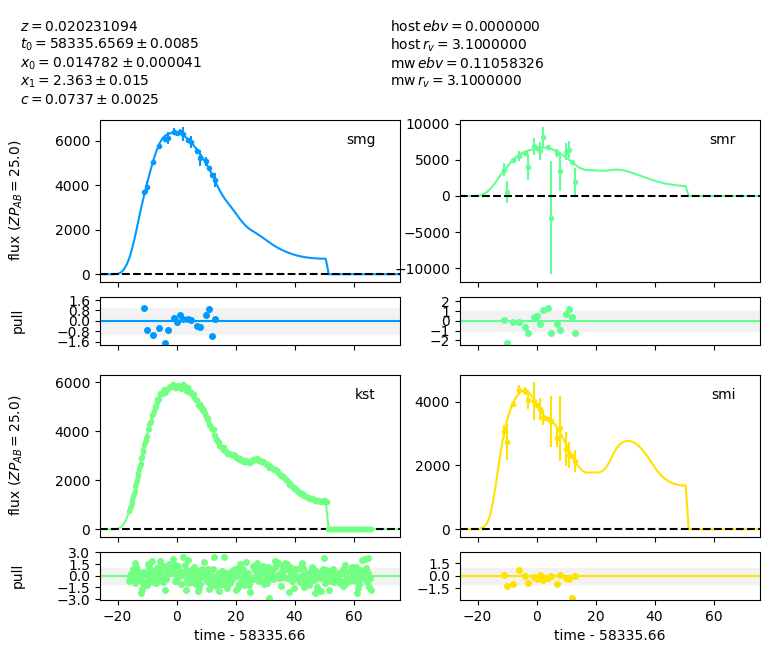 z = 0.020231094
t0 = 58335.6569 ± 0.0085
x0 = 0.014782 ± 0.000041
x1 = 2.363 ± 0.015
c = 0.0737 ± 0.0025
host ebv = 0.0000000
host rv = 3.1000000
mw ebv = 0.11058326
mw rv = 3.1000000
flux (ZPAB = 25.0)
6000
4000
2000
0
smg
10000
5000
0
−5000
−10000
smr
pull
1.6
0.8
0.0
−0.8
−1.6
2
1
0
−1
−2
flux (ZPAB = 25.0)
6000
4000
2000
0
kst
4000
2000
0
smi
pull
3.0
1.5
0.0
−1.5
−3.0
1.5
0.0
−1.5
−20 0 20 40 60
−20 0 20 40 60
time - 58335.66
time - 58335.66